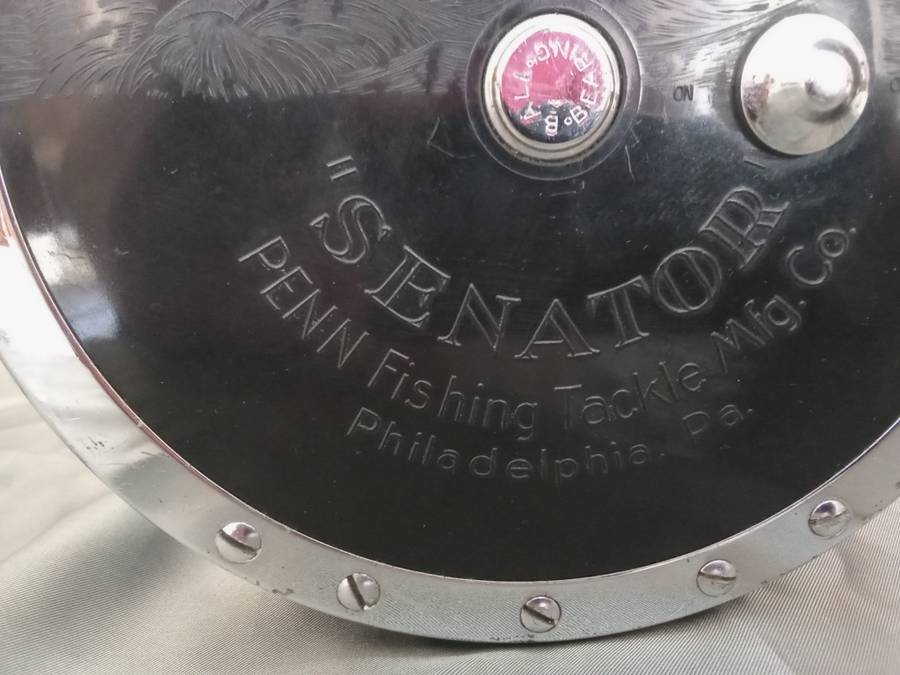 BALL & BEARING
ON
"SENATOR"
PENN Fishing Tackle Mfg. Co.
Philadelphia. Pa.